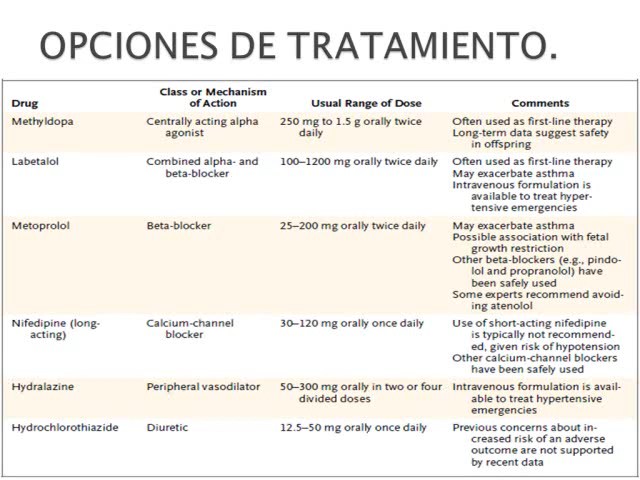 OPCIONES DE TRATAMIENTO.
Drug
Class or Mechanism
of Action
Usual Range of Dose
Comments
Methyldopa
Centrally acting alpha
agonist
250 mg to 1.5 g orally twice
daily
Often used as first-line therapy
Long-term data suggest safety
in offspring
Labetalol
Combined alpha- and
beta-blocker
100–1200 mg orally twice daily
Often used as first-line therapy
May exacerbate asthma
Intravenous formulation is
available to treat hyper-
tensive emergencies
Metoprolol
Beta-blocker
25–200 mg orally twice daily
May exacerbate asthma
Possible association with fetal
growth restriction
Other beta-blockers (e.g., pindo-
lol and propranolol) have
been safely used
Some experts recommend avoid-
ing atenolol
Nifedipine (long-
acting)
Calcium-channel
blocker
30–120 mg orally once daily
Use of short-acting nifedipine
is typically not recommend-
ed, given risk of hypotension
Other calcium-channel blockers
have been safely used
Hydralazine
Peripheral vasodilator
50–300 mg orally in two or four
divided doses
Intravenous formulation is avail-
able to treat hypertensive
emergencies
Hydrochlorothiazide
Diuretic
12.5–50 mg orally once daily
Previous concerns about in-
creased risk of an adverse
outcome are not supported
by recent data